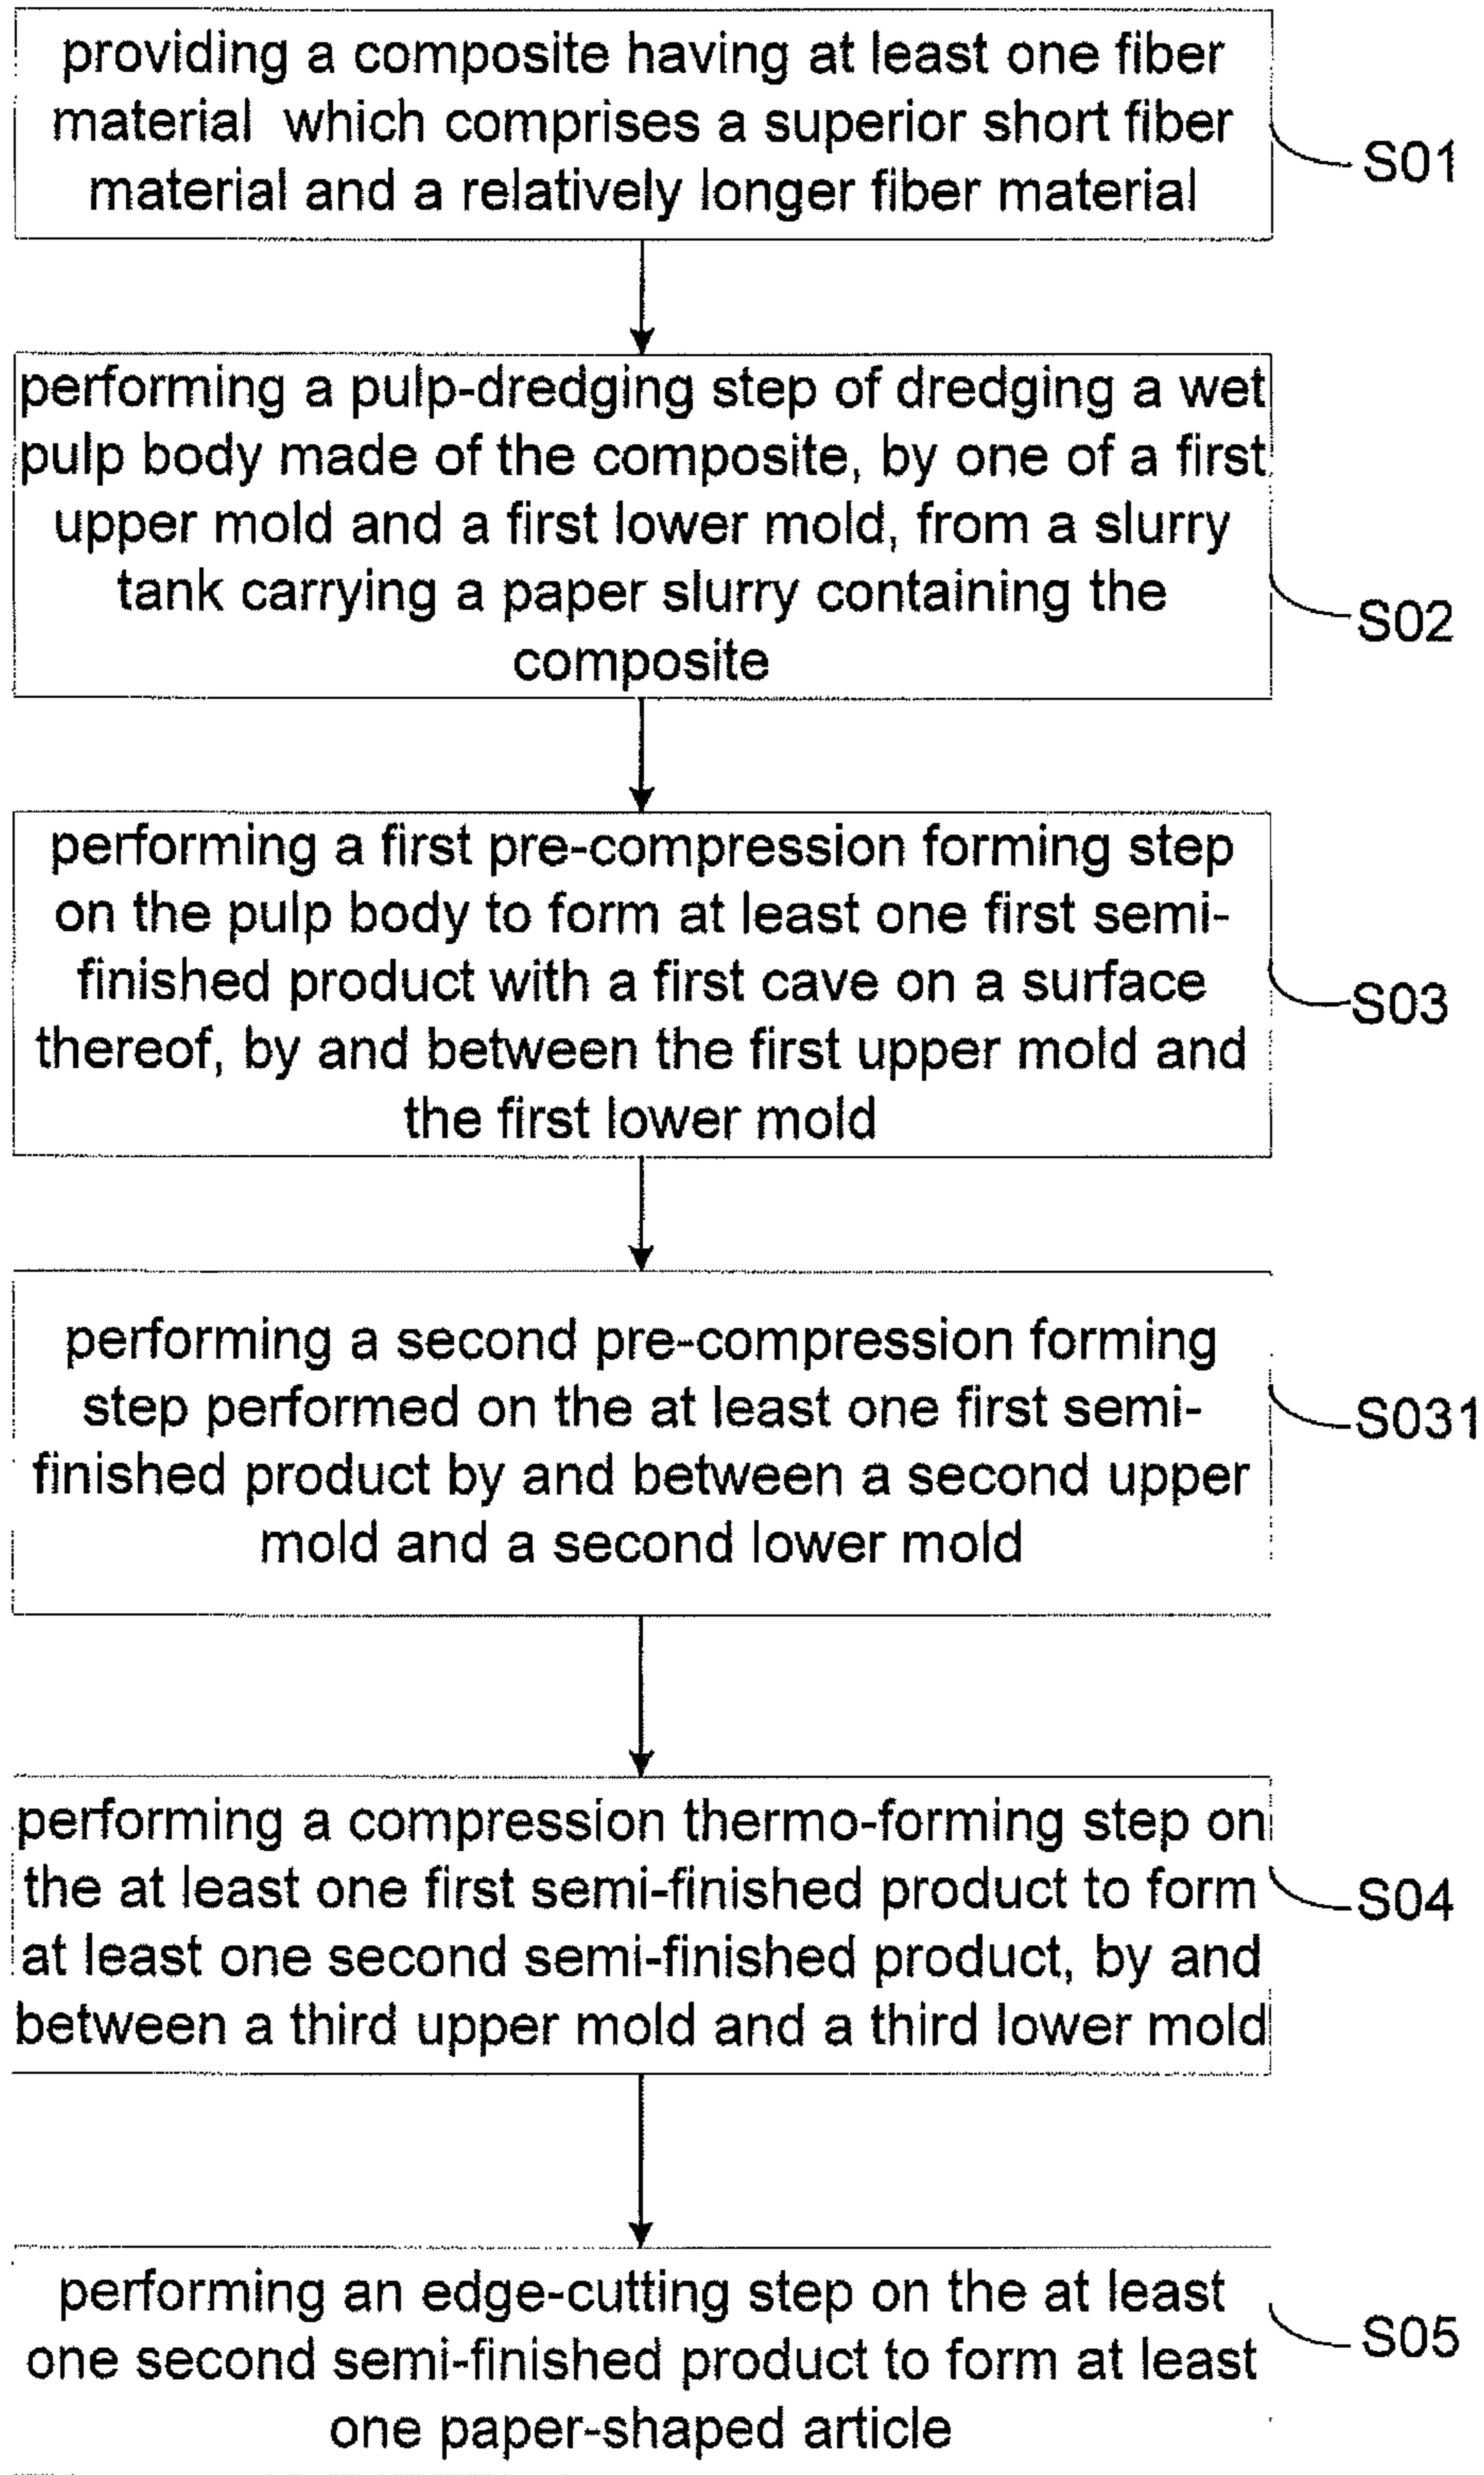 providing a composite having at least one fiber
material which comprises a superior short fiber
material and a relatively longer fiber material
S01
performing a pulp-dredging step of dredging a wet
pulp body made of the composite, by one of a first
upper mold and a first lower mold, from a slurry
tank carrying a paper slurry containing the
composite
S02
performing a first pre-compression forming step
on the pulp body to form at least one first semi-
finished product with a first cave on a surface
thereof, by and between the first upper mold and
the first lower mold
S03
performing a second pre-compression forming
step performed on the at least one first semi-
finished product by and between a second upper
mold and a second lower mold
S031
performing a compression thermo-forming step on
the at least one first semi-finished product to form
at least one second semi-finished product, by and
between a third upper mold and a third lower mold
S04
performing an edge-cutting step on the at least
one second semi-finished product to form at least
one paper-shaped article
S05